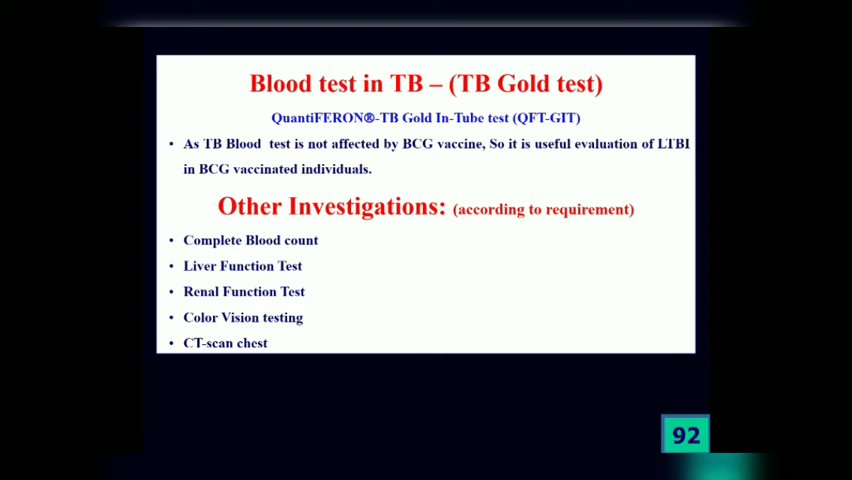 Blood test in TB – (TB Gold test)
QuantiFERON®-TB Gold In-Tube test (QFT-GIT)
• As TB Blood test is not affected by BCG vaccine, So it is useful evaluation of LTBI
in BCG vaccinated individuals.
Other Investigations: (according to requirement)
• Complete Blood count
• Liver Function Test
• Renal Function Test
• Color Vision testing
• CT-scan chest
92